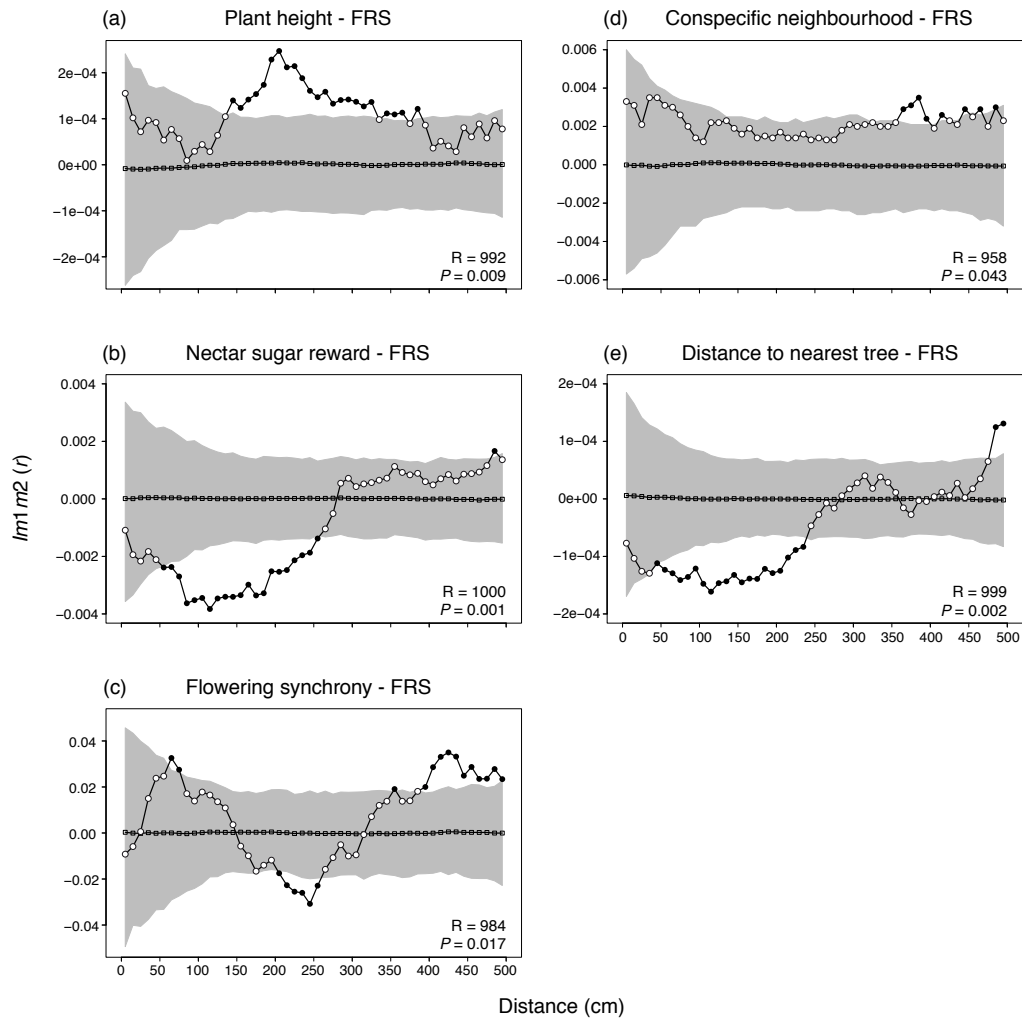 (a) Plant height - FRS
2e−04
1e−04
0e+00
−1e−04
−2e−04
R = 992
P = 0.009
(d) Conspecific neighbourhood - FRS
0.006
0.004
0.002
0.000
−0.002
−0.004
−0.006
R = 958
P = 0.043
(b) Nectar sugar reward - FRS
0.004
0.002
0.000
−0.002
−0.004
R = 1000
P = 0.001
(e) Distance to nearest tree - FRS
2e−04
1e−04
0e+00
−1e−04
−2e−04
R = 999
P = 0.002
0 50 100 150 200 250 300 350 400 450 500
Im1m2 (r)
(c) Flowering synchrony - FRS
0.04
0.02
0.00
−0.02
−0.04
R = 984
P = 0.017
0 50 100 150 200 250 300 350 400 450 500
Distance (cm)